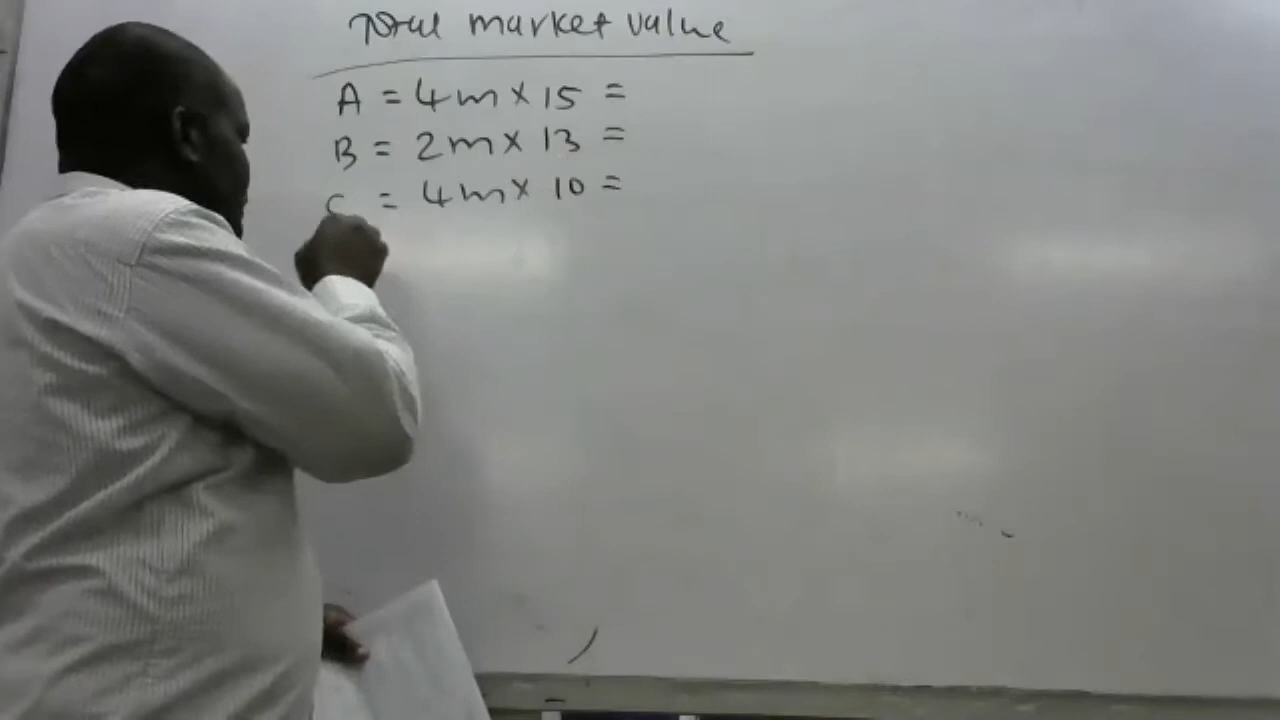 Total market value
A = 4m x 15 =
B = 2m x 13 =
C = 4m x 10 =